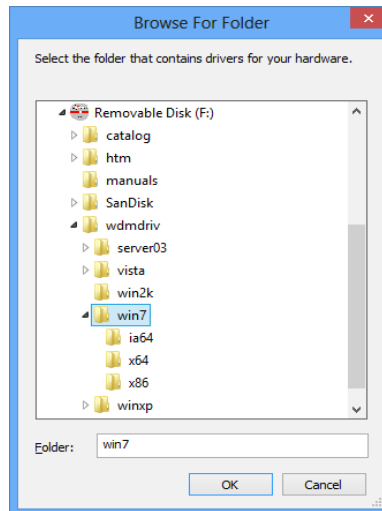 Browse For Folder
Select the folder that contains drivers for your hardware.
Removable Disk (F:)
catalog
htm
manuals
SanDisk
wdmdriv
server03
vista
win2k
win7
ia64
x64
x86
winxp
Folder: win7
OK Cancel